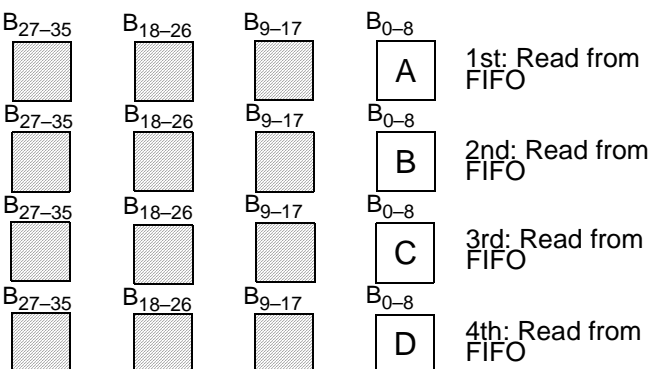 B27–35 B18–26 B9–17 B0–8
A 1st: Read from
FIFO
B27–35 B18–26 B9–17 B0–8
B 2nd: Read from
FIFO
B27–35 B18–26 B9–17 B0–8
C 3rd: Read from
FIFO
B27–35 B18–26 B9–17 B0–8
D 4th: Read from
FIFO